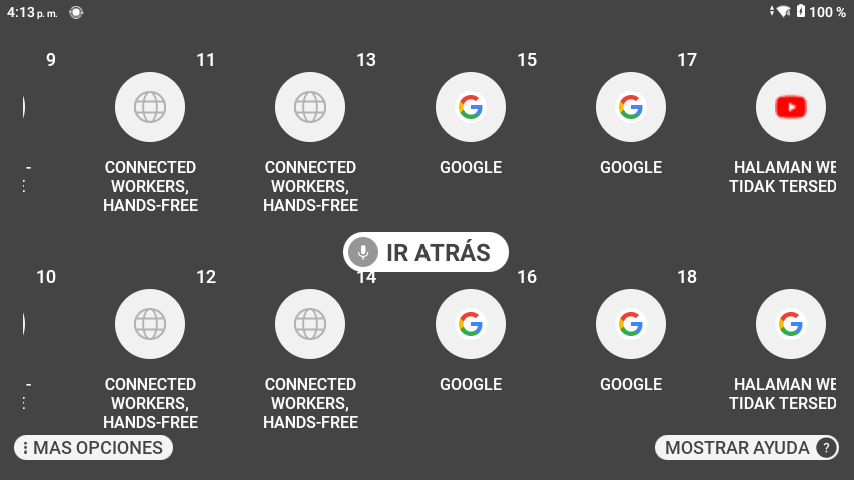 4:13 p. m.
100 %
9
11
13
15
17
-
E
CONNECTED
WORKERS,
HANDS-FREE
CONNECTED
WORKERS,
HANDS-FREE
GOOGLE
GOOGLE
HALAMAN WE
TIDAK TERSED
IR ATRÁS
10
12
14
16
18
-
E
CONNECTED
WORKERS,
HANDS-FREE
CONNECTED
WORKERS,
HANDS-FREE
GOOGLE
GOOGLE
HALAMAN WE
TIDAK TERSED
MAS OPCIONES
MOSTRAR AYUDA ?